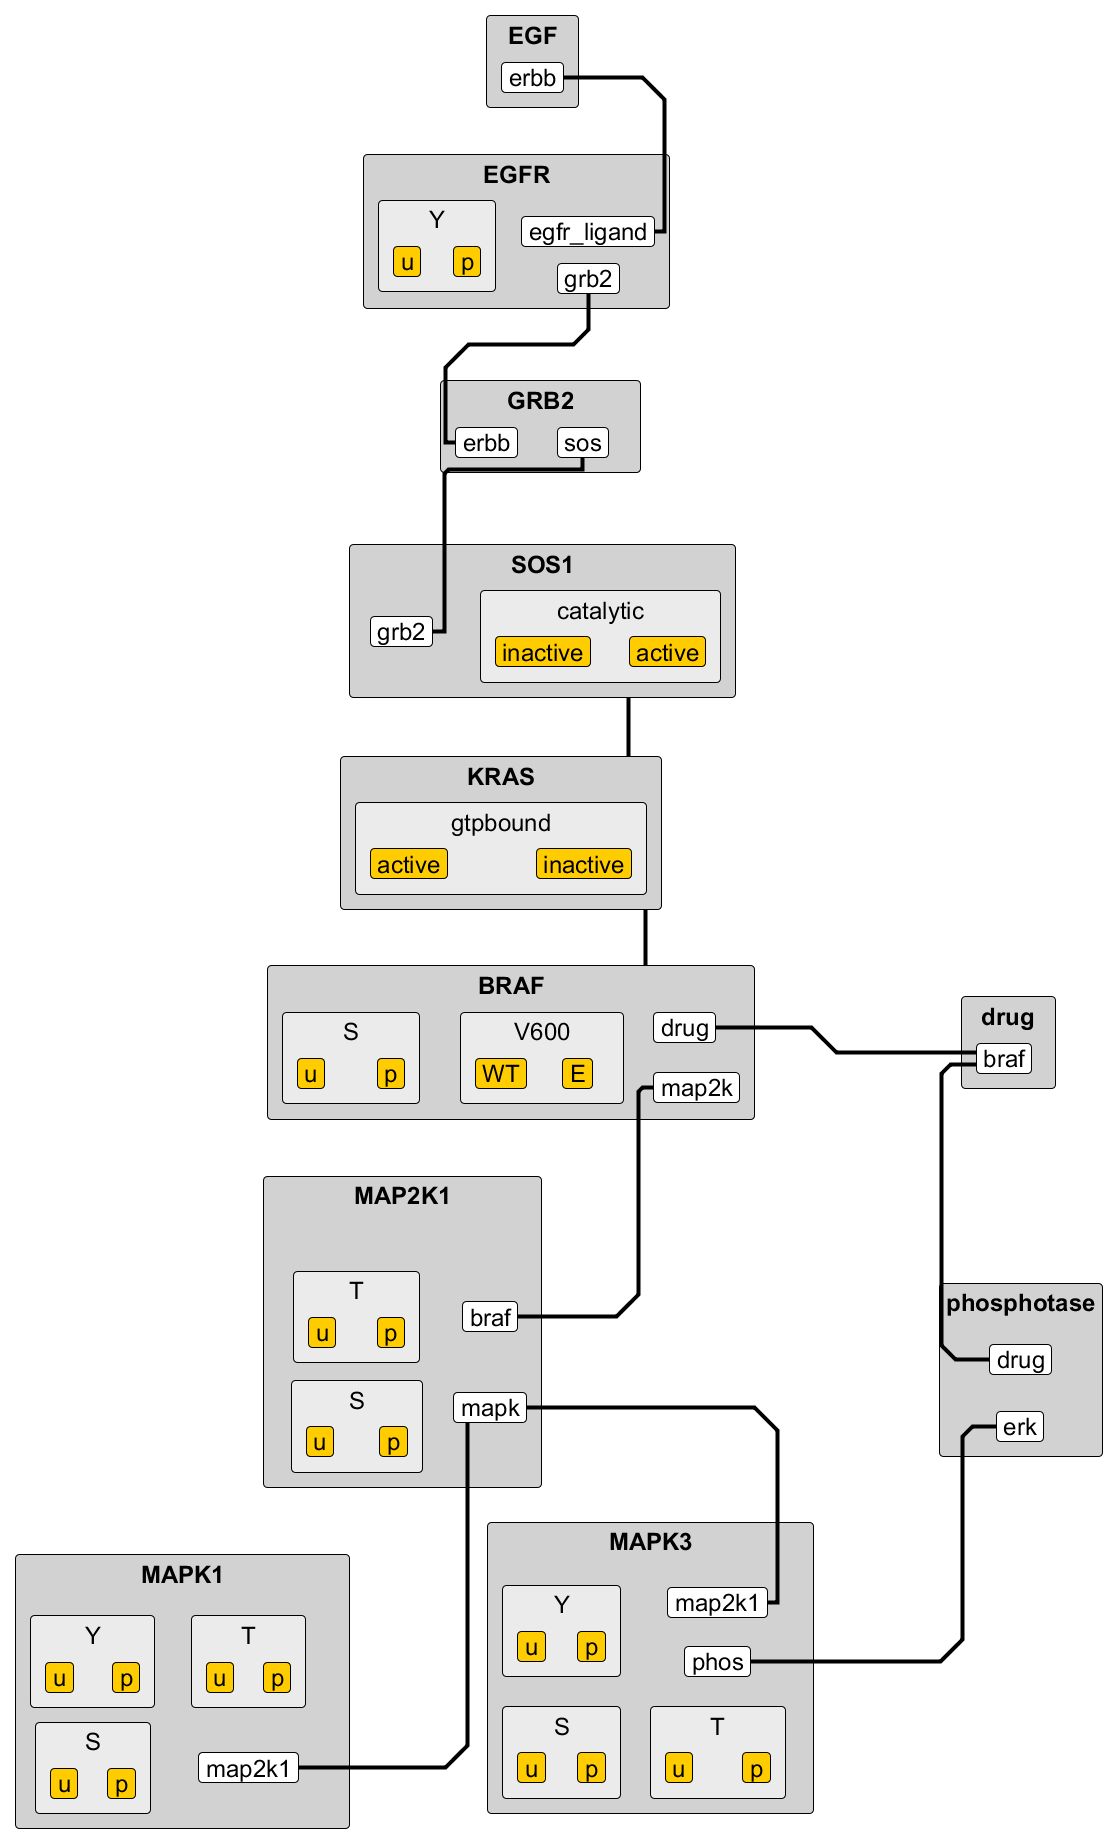 EGF
erbb
EGFR
Y
u p
egfr_ligand
grb2
GRB2
erbb sos
SOS1
grb2
catalytic
inactive active
KRAS
gtpbound
active inactive
BRAF
S
u p
V600
WT E
drug
map2k
drug
braf
MAP2K1
T
u p
braf
S
u p
mapk
phosphotase
drug
erk
MAPK1
Y
u p
T
u p
S
u p
map2k1
MAPK3
Y
u p
map2k1
phos
S
u p
T
u p